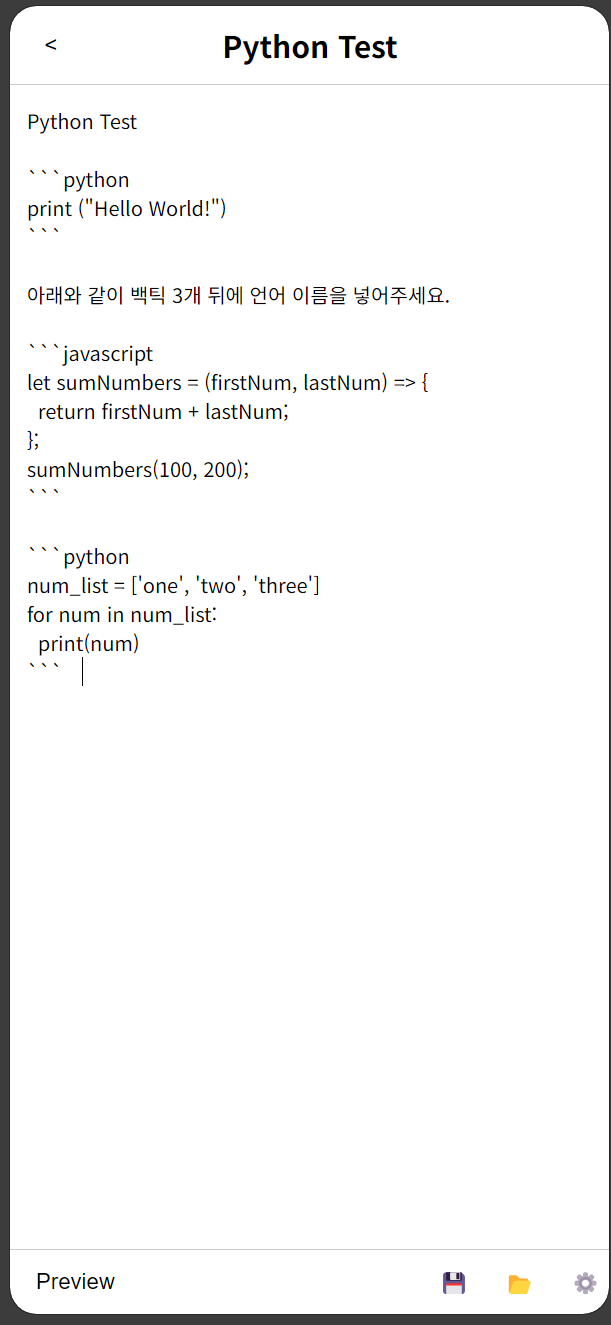 <
Python Test
Python Test
```python
print ("Hello World!")
```
아래와 같이 백틱 3개 뒤에 언어 이름을 넣어주세요.
```javascript
let sumNumbers = (firstNum, lastNum) => {
  return firstNum + lastNum;
};
sumNumbers(100, 200);
```
```python
num_list = ['one', 'two', 'three']
for num in num_list:
  print(num)
```
Preview